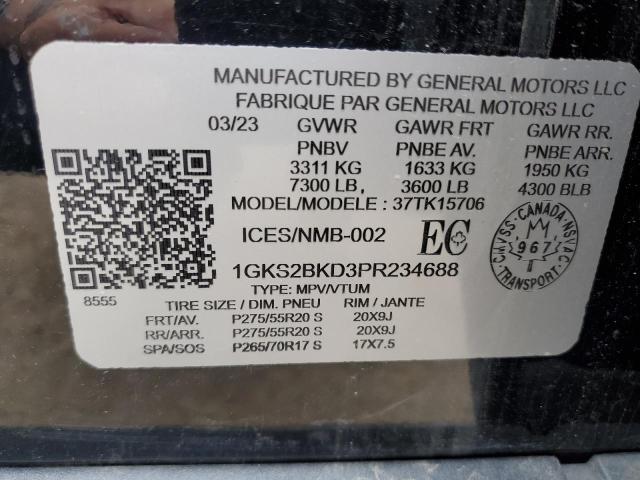 MANUFACTURED BY GENERAL MOTORS LLC
FABRIQUE PAR GENERAL MOTORS LLC
03/23 GVWR GAWR FRT GAWR RR.
PNBV PNBE AV. PNBE ARR.
3311 KG 1633 KG 1950 KG
7300 LB 3600 LB 4300 BLB
MODEL/MODELE : 37TK15706
ICES/NMB-002 EC
CMVSS · CANADA · NSVAC
967
TRANSPORT
1GKS2BKD3PR234688
TYPE: MPV/VTUM
8555
TIRE SIZE / DIM. PNEU RIM / JANTE
FRT/AV. P275/55R20 S 20X9J
RR/ARR. P275/55R20 S 20X9J
SPA/SOS P265/70R17 S 17X7.5